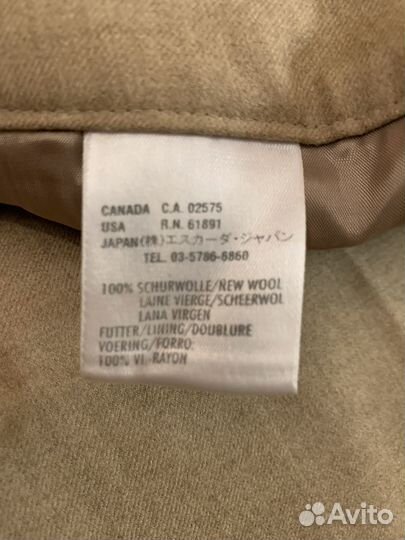 CANADA C.A. 02575
USA R.N. 61891
JAPAN(株)エスカーダ・ジャパン
TEL. 03-5786-6860
100% SCHURWOLLE/NEW WOOL
LAINE VIERGE/SCHEERWOL
LANA VIRGEN
FUTTER/LINING/DOUBLURE
VOERING/FORRO:
100% VI.-RAYON
Avito